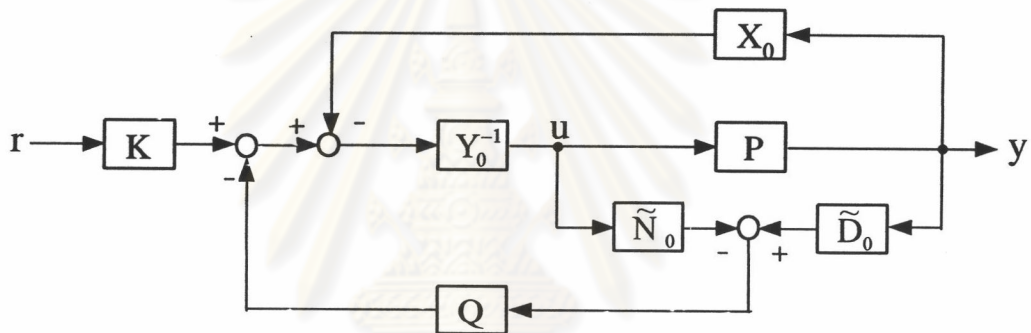 X₀
r K + - + - Y₀⁻¹ u P y
Ñ₀ - + D̃₀
Q